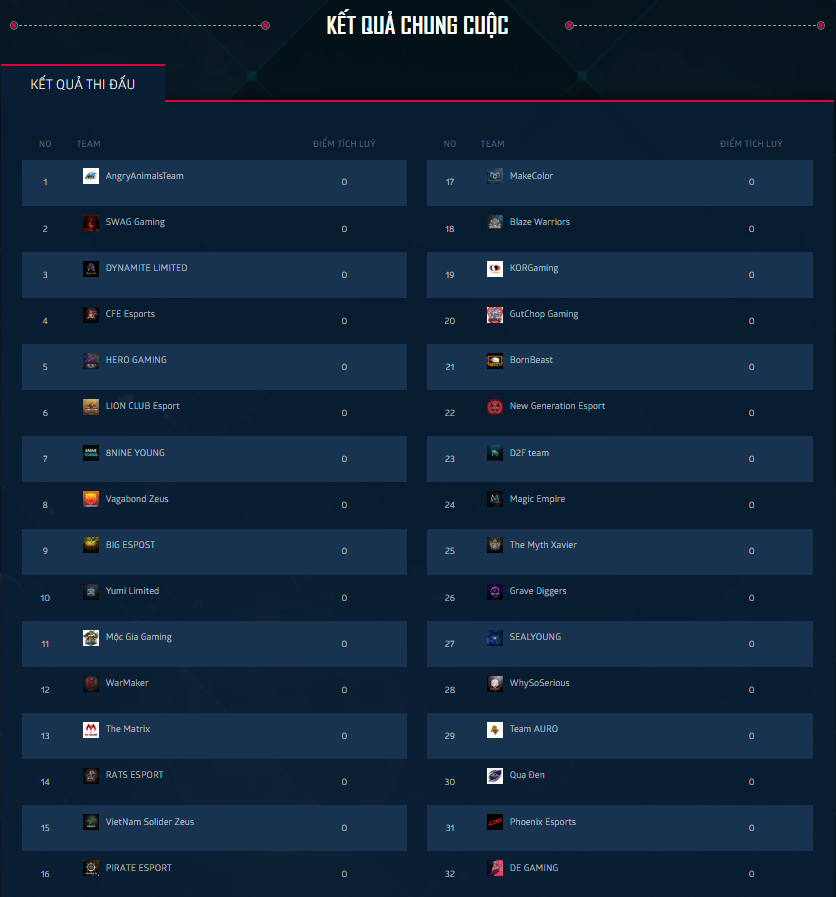 KẾT QUẢ CHUNG CUỘC
KẾT QUẢ THI ĐẤU
NO TEAM ĐIỂM TÍCH LUỸ
1 AngryAnimalsTeam 0
2 SWAG Gaming 0
3 DYNAMITE LIMITED 0
4 CFE Esports 0
5 HERO GAMING 0
6 LION CLUB Esport 0
7 8NINE YOUNG 0
8 Vagabond Zeus 0
9 BIG ESPOST 0
10 Yumi Limited 0
11 Mộc Gia Gaming 0
12 WarMaker 0
13 The Matrix 0
14 RATS ESPORT 0
15 VietNam Solider Zeus 0
16 PIRATE ESPORT 0
NO TEAM ĐIỂM TÍCH LUỸ
17 MakeColor 0
18 Blaze Warriors 0
19 KORGaming 0
20 GutChop Gaming 0
21 BornBeast 0
22 New Generation Esport 0
23 D2F team 0
24 Magic Empire 0
25 The Myth Xavier 0
26 Grave Diggers 0
27 SEALYOUNG 0
28 WhySoSerious 0
29 Team AURO 0
30 Quạ Đen 0
31 Phoenix Esports 0
32 DE GAMING 0